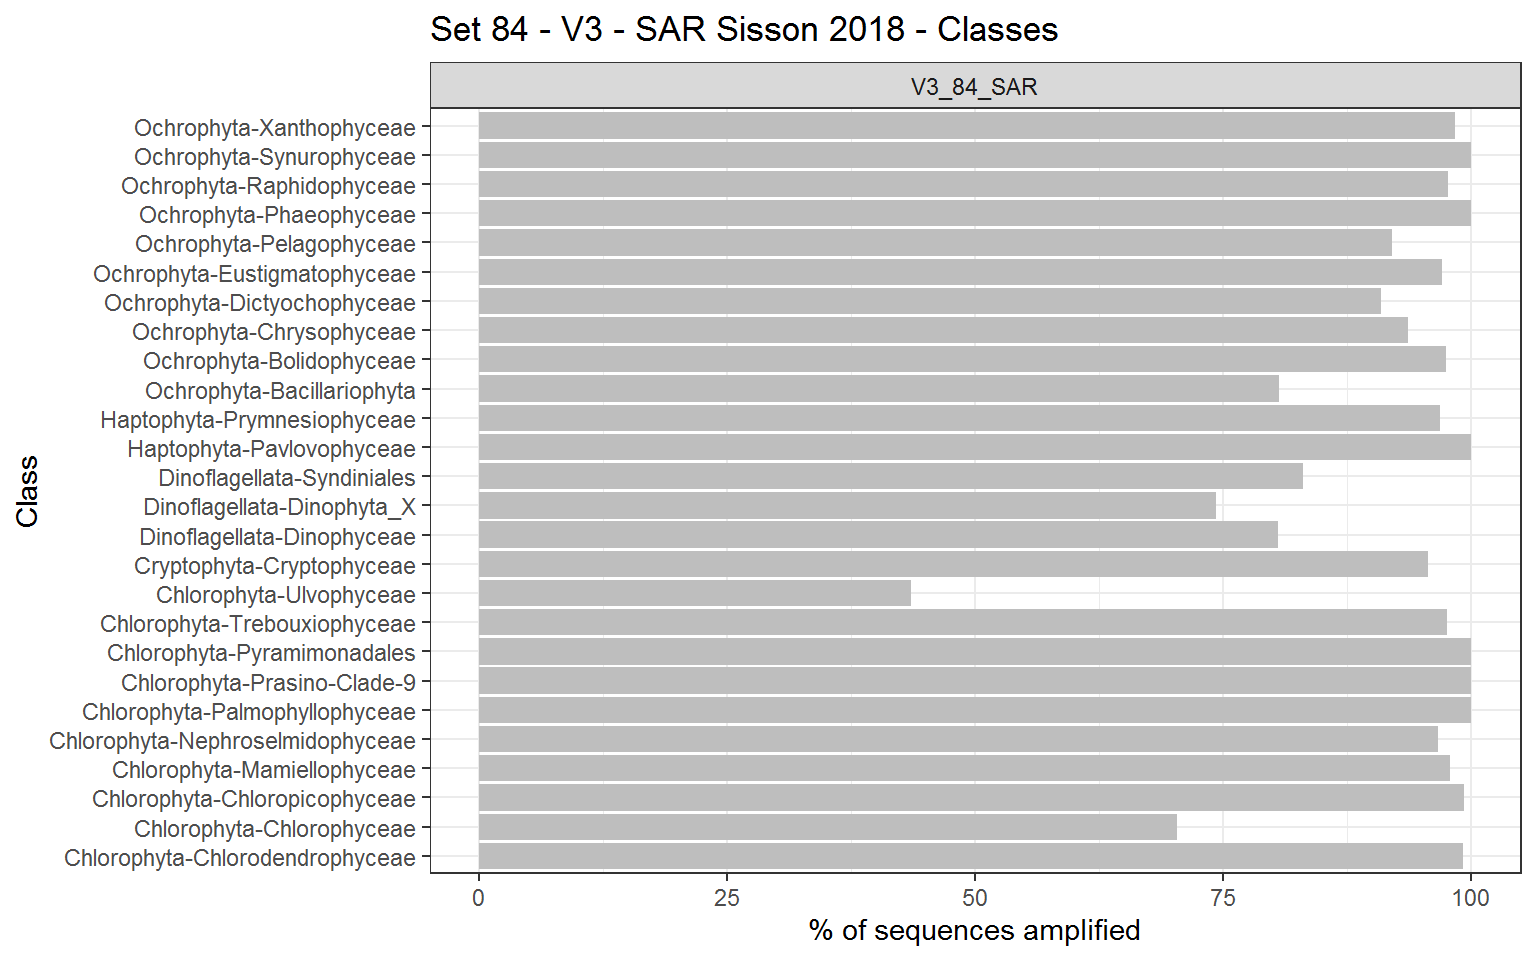 Set 84 - V3 - SAR Sisson 2018 - Classes
V3_84_SAR
Ochrophyta-Xanthophyceae
Ochrophyta-Synurophyceae
Ochrophyta-Raphidophyceae
Ochrophyta-Phaeophyceae
Ochrophyta-Pelagophyceae
Ochrophyta-Eustigmatophyceae
Ochrophyta-Dictyochophyceae
Ochrophyta-Chrysophyceae
Ochrophyta-Bolidophyceae
Ochrophyta-Bacillariophyta
Haptophyta-Prymnesiophyceae
Haptophyta-Pavlovophyceae
Dinoflagellata-Syndiniales
Dinoflagellata-Dinophyta_X
Dinoflagellata-Dinophyceae
Cryptophyta-Cryptophyceae
Chlorophyta-Ulvophyceae
Chlorophyta-Trebouxiophyceae
Chlorophyta-Pyramimonadales
Chlorophyta-Prasino-Clade-9
Chlorophyta-Palmophyllophyceae
Chlorophyta-Nephroselmidophyceae
Chlorophyta-Mamiellophyceae
Chlorophyta-Chloropicophyceae
Chlorophyta-Chlorophyceae
Chlorophyta-Chlorodendrophyceae
Class
0 25 50 75 100
% of sequences amplified